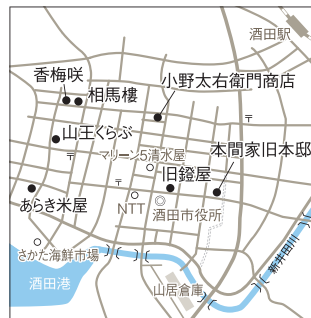 酒田駅
香梅咲
相馬樓
小野太右衛門商店
山王くらぶ
〒
マリーン5清水屋
〒
〒
旧鐙屋
本間家旧本邸
あらき米屋
NTT
酒田市役所
さかた海鮮市場
新井田川
酒田港
山居倉庫